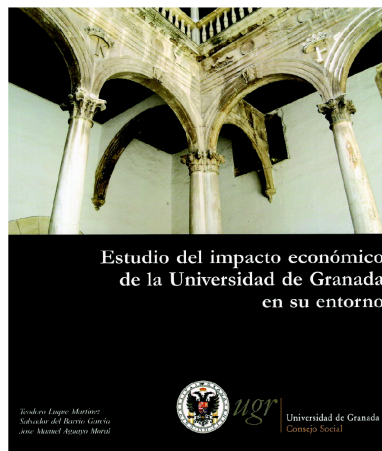 Estudio del impacto económico
de la Universidad de Granada
en su entorno
Teodoro Luque Martínez
Salvador del Barrio García
Jose Manuel Aguayo Moral
ugr
Universidad de Granada
Consejo Social